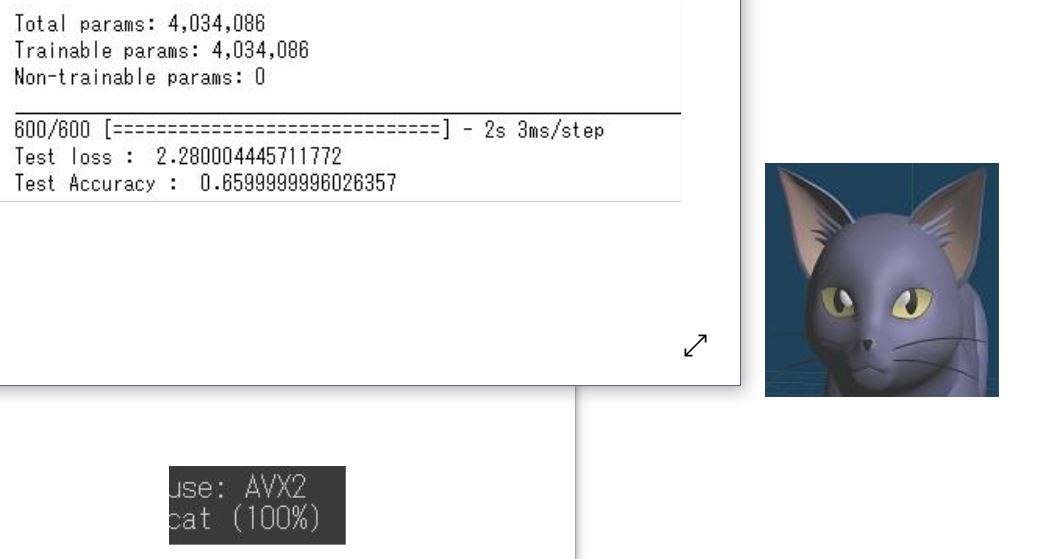 Total params: 4,034,086
Trainable params: 4,034,086
Non-trainable params: 0
600/600 [==============================] - 2s 3ms/step
Test loss :  2.280004445711772
Test Accuracy :  0.6599999996026357
use: AVX2
cat (100%)